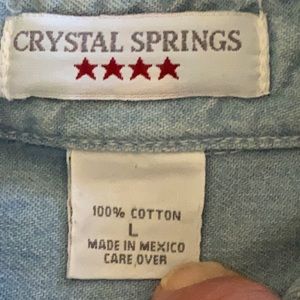 CRYSTAL SPRINGS
★★★★
100% COTTON
L
MADE IN MEXICO
CARE OVER